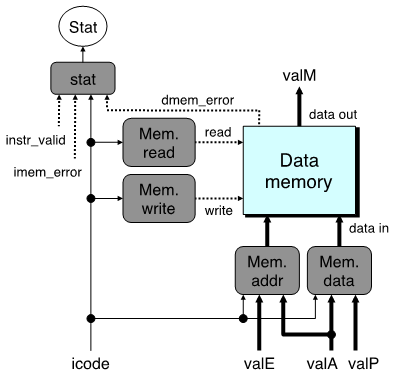 Stat
stat
valM
dmem_error
data out
instr_valid
Mem.
read
read
Data
memory
imem_error
Mem.
write
write
data in
Mem.
addr
Mem.
data
icode
valE
valA
valP